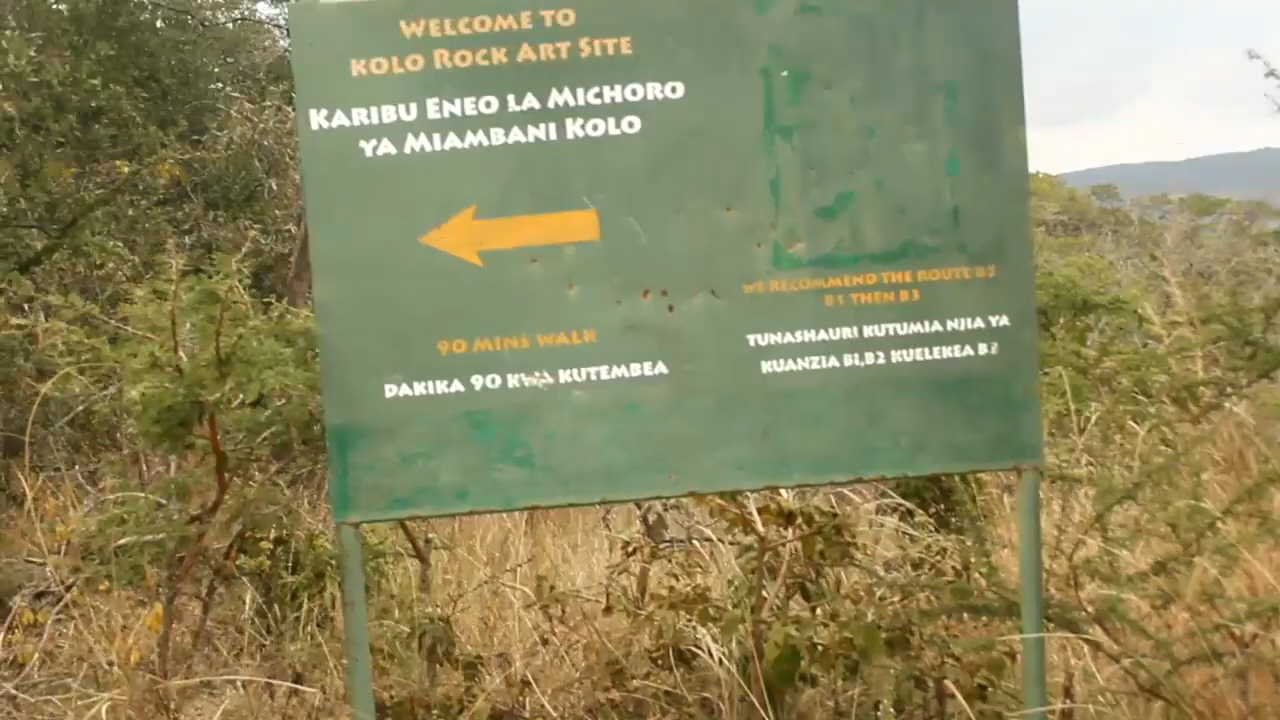 WELCOME TO
KOLO ROCK ART SITE
KARIBU ENEO LA MICHORO
YA MIAMBANI KOLO
90 MINS WALK
DAKIKA 90 KWA KUTEMBEA
WE RECOMMEND THE ROUTE B2
B1 THEN B3
TUNASHAURI KUTUMIA NJIA YA
KUANZIA B1,B2 KUELEKEA